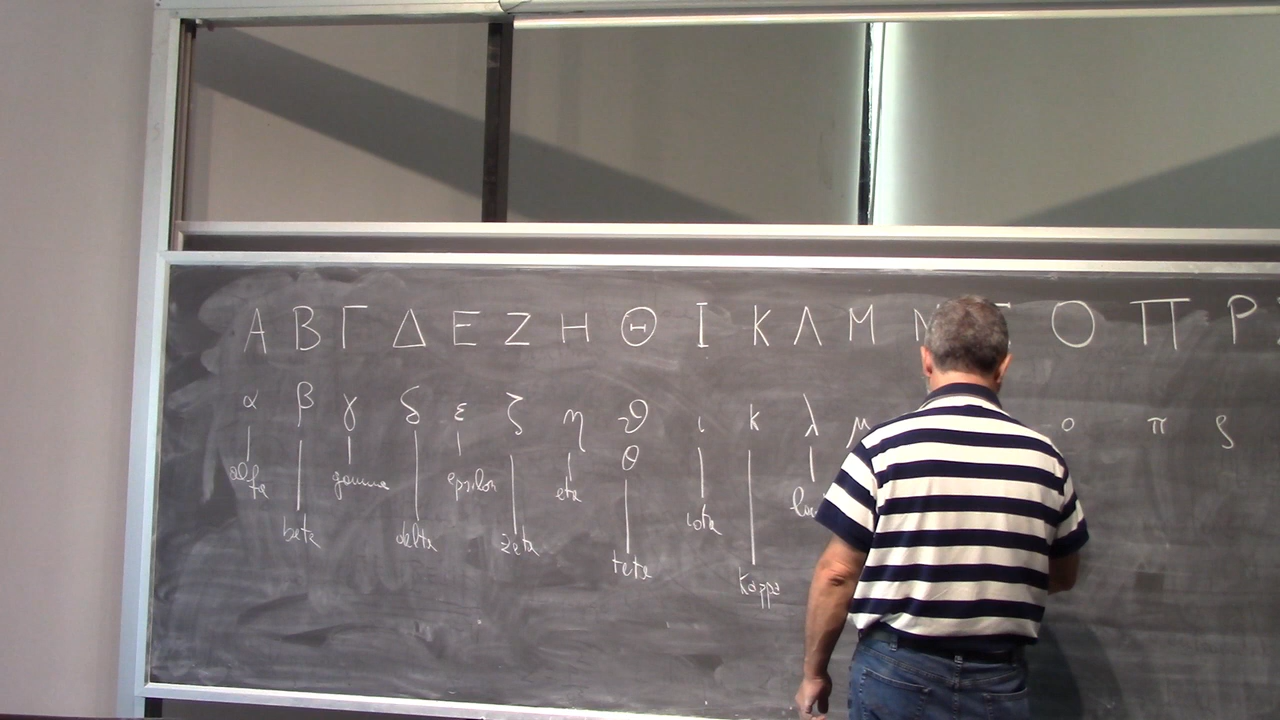 Α Β Γ Δ Ε Ζ Η Θ Ι Κ Λ Μ Ν Ο Π Ρ
α β γ δ ε ζ η ϑ ι κ λ μ ο π ρ
θ
alfa gamma epsilon eta iota
beta delta zeta teta kappa